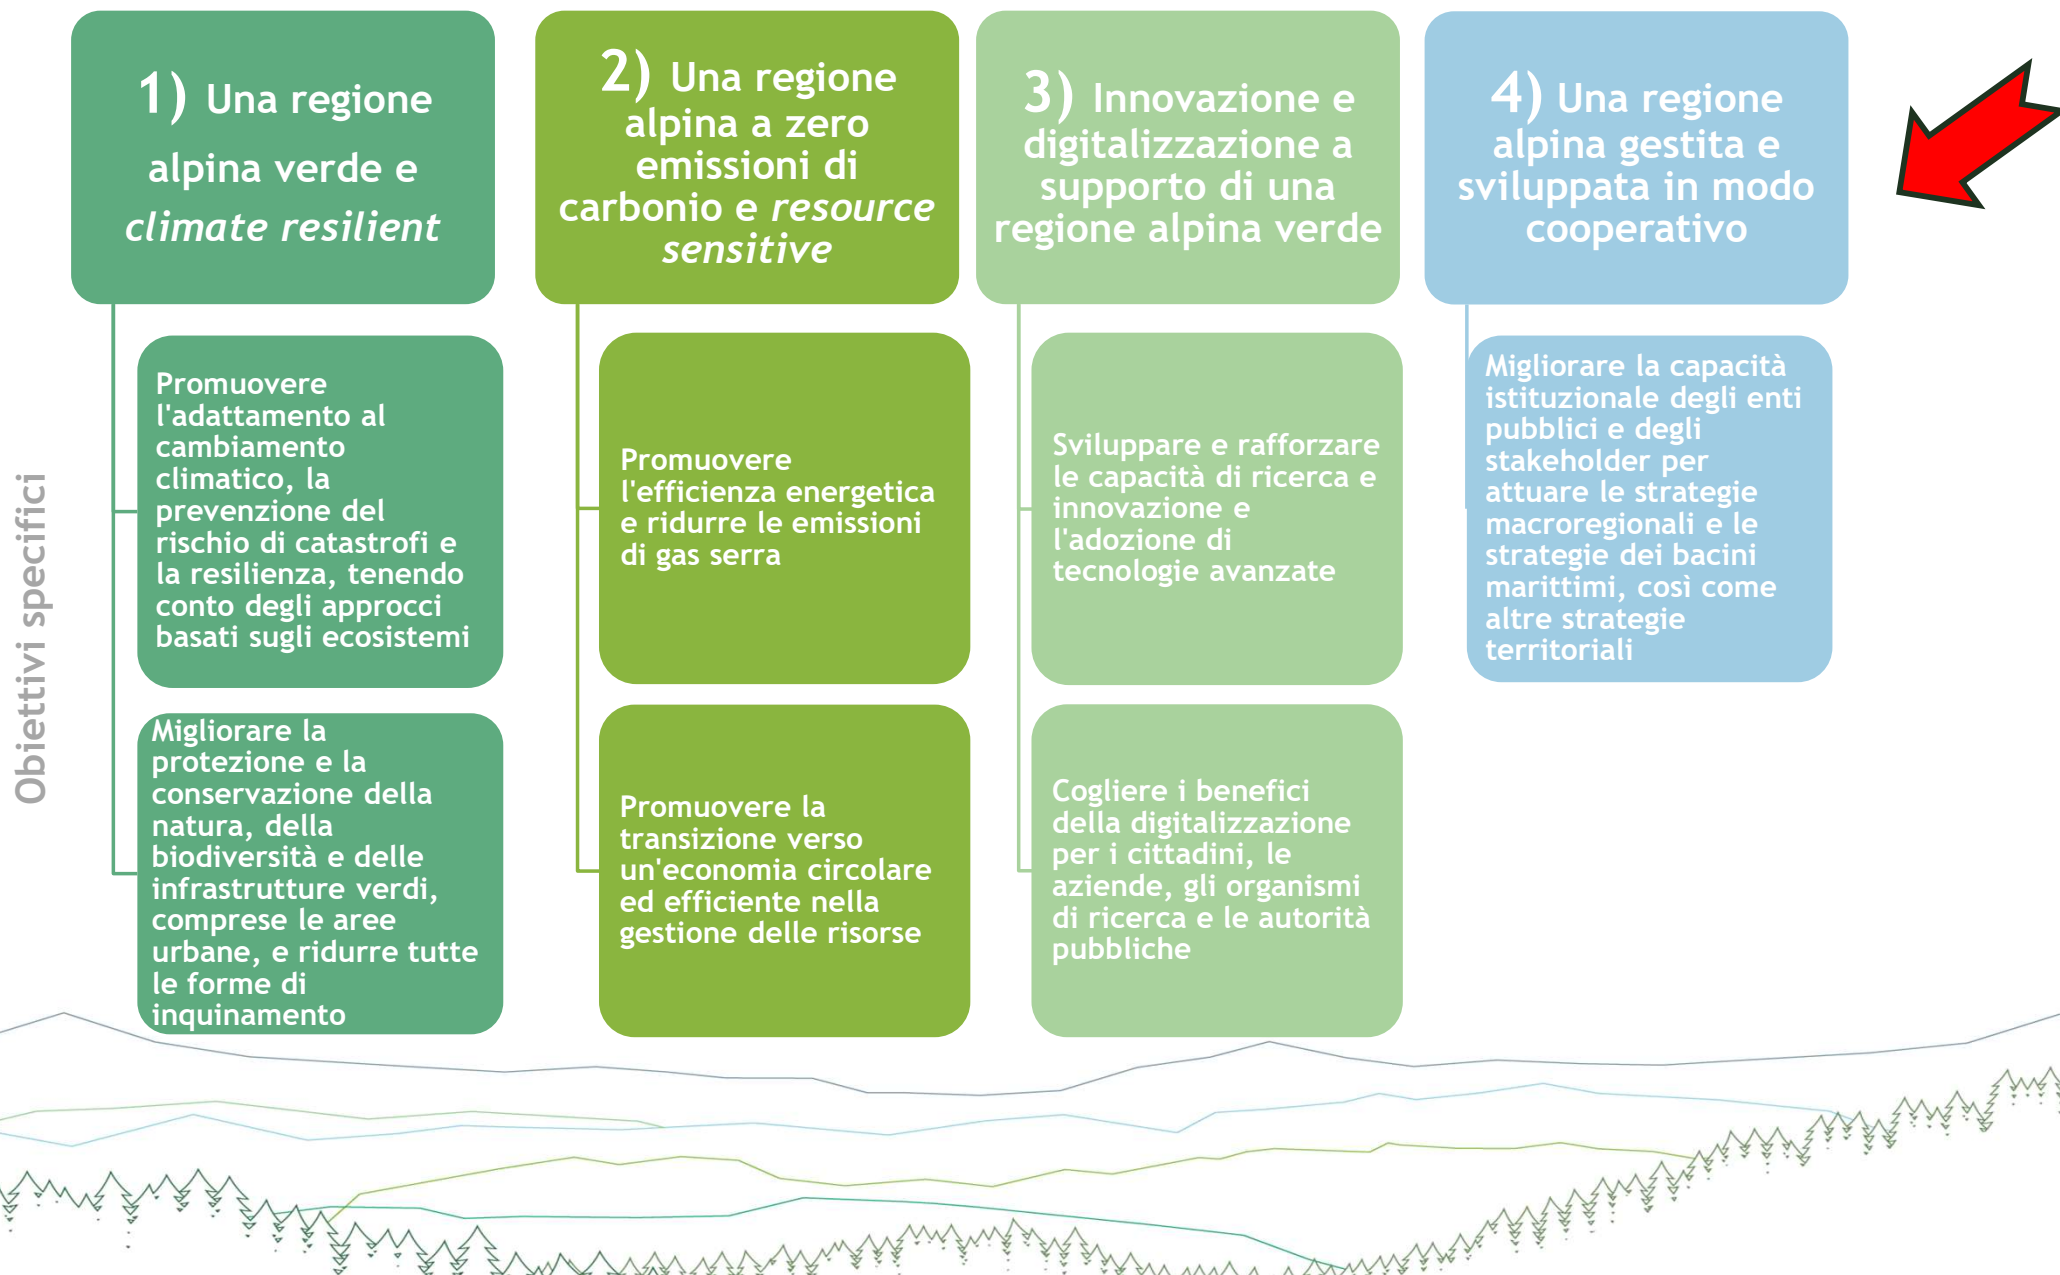 1) Una regione
alpina verde e
climate resilient
2) Una regione
alpina a zero
emissioni di
carbonio e resource
sensitive
3) Innovazione e
digitalizzazione a
supporto di una
regione alpina verde
4) Una regione
alpina gestita e
sviluppata in modo
cooperativo
Obiettivi specifici
Promuovere
l'adattamento al
cambiamento
climatico, la
prevenzione del
rischio di catastrofi e
la resilienza, tenendo
conto degli approcci
basati sugli ecosistemi
Migliorare la
protezione e la
conservazione della
natura, della
biodiversità e delle
infrastrutture verdi,
comprese le aree
urbane, e ridurre tutte
le forme di
inquinamento
Promuovere
l'efficienza energetica
e ridurre le emissioni
di gas serra
Promuovere la
transizione verso
un'economia circolare
ed efficiente nella
gestione delle risorse
Sviluppare e rafforzare
le capacità di ricerca e
innovazione e
l'adozione di
tecnologie avanzate
Cogliere i benefici
della digitalizzazione
per i cittadini, le
aziende, gli organismi
di ricerca e le autorità
pubbliche
Migliorare la capacità
istituzionale degli enti
pubblici e degli
stakeholder per
attuare le strategie
macroregionali e le
strategie dei bacini
marittimi, così come
altre strategie
territoriali